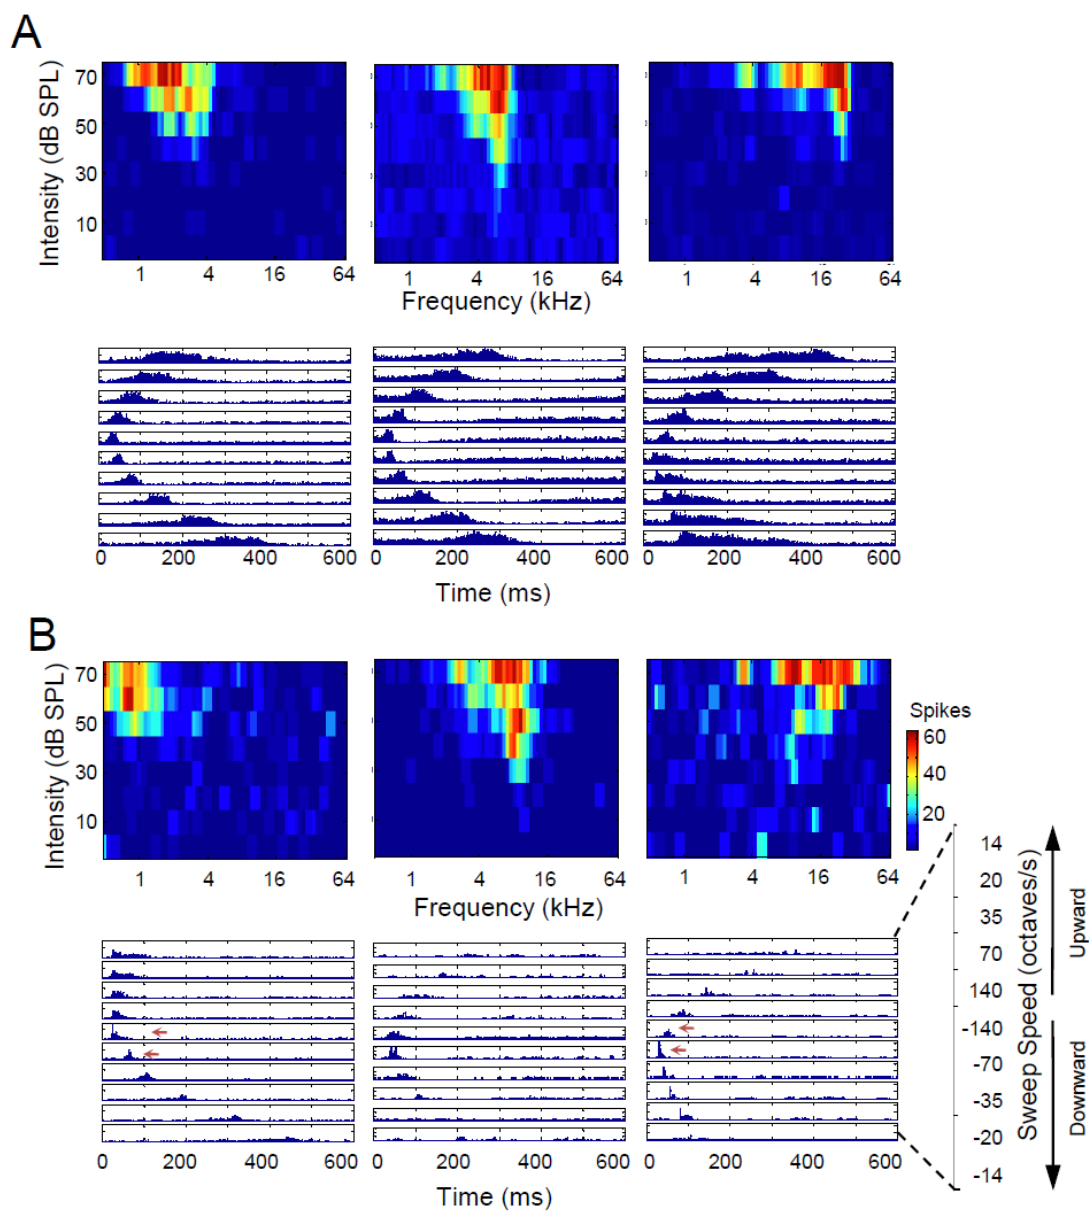 A
Intensity (dB SPL)
70
50
30
10
1 4 16 64
4 16 64
1 4 16 64
Frequency (kHz)
0 200 400 600
0 200 400 600
0 200 400 600
Time (ms)
B
Intensity (dB SPL)
70
50
30
10
1 4 16 64
1 4 16 64
1 4 16 64
Frequency (kHz)
Spikes
60
40
20
0 200 400 600
0 200 400 600
0 200 400 600
Time (ms)
14
20
35
70
140
-140
-70
-35
-20
-14
Sweep Speed (octaves/s)
Upward
Downward